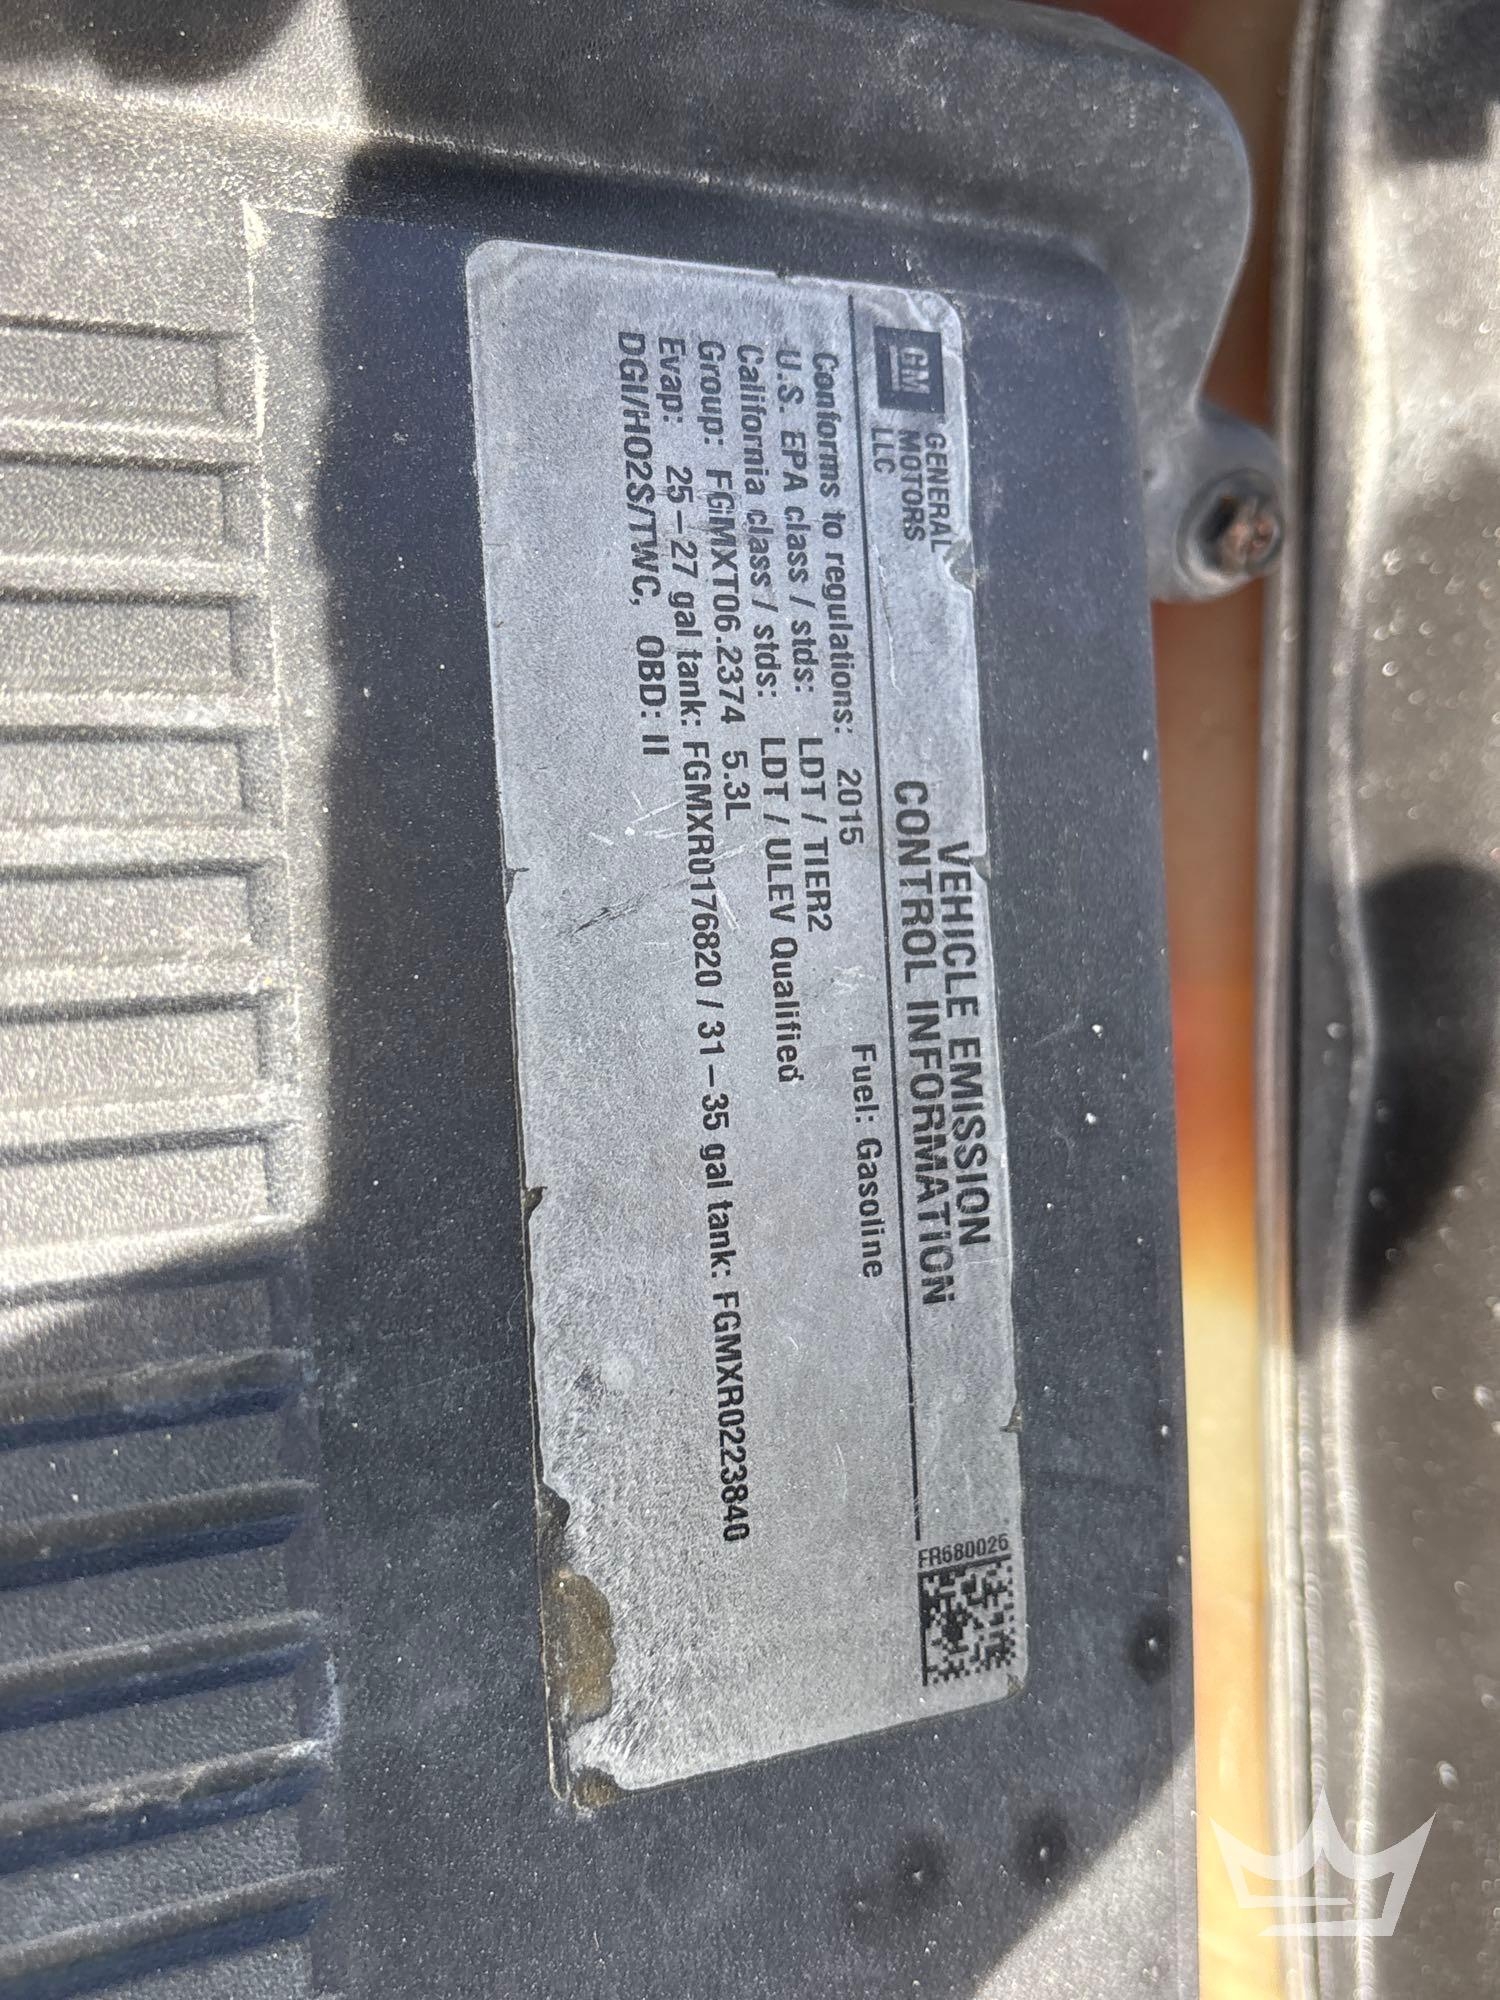 GM
GENERAL
MOTORS
LLC
VEHICLE EMISSION
CONTROL INFORMATION
FR680026
Conforms to regulations: 2015 Fuel: Gasoline
U.S. EPA class / stds: LDT / TIER2
California class / stds: LDT / ULEV Qualified
Group: FGMXT06.2374 5.3L
Evap: 25-27 gal tank: FGMXR0176820 / 31-35 gal tank: FGMXR0223840
DGI/HO2S/TWC, OBD: II